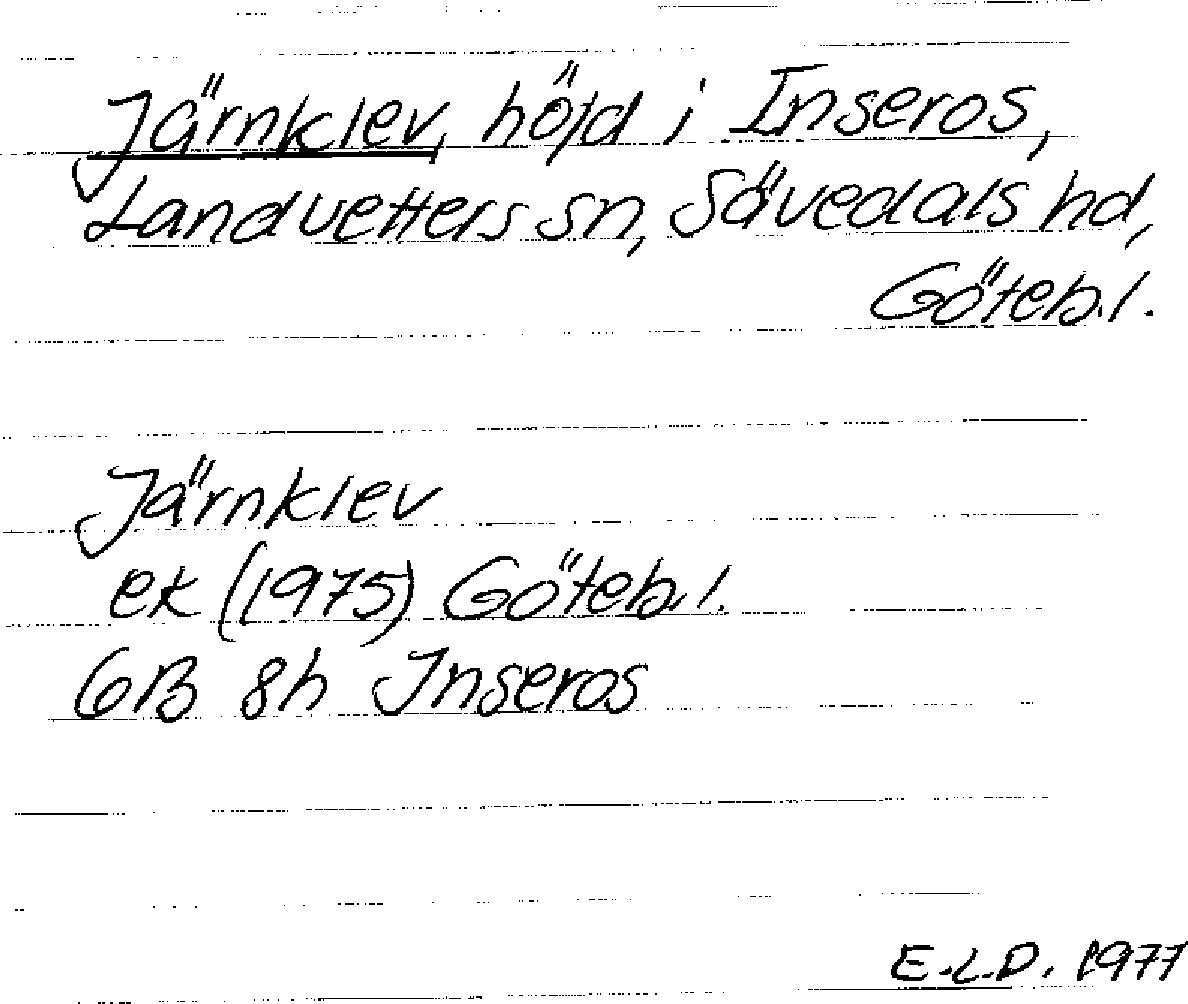 Järnklev, höjd i Inseros,
Landvetters sn, Sävedals hd,
Göteb.l.
Järnklev
ek (1975) Göteb.l.
6B 8h Inseros
E.L.D. 1977